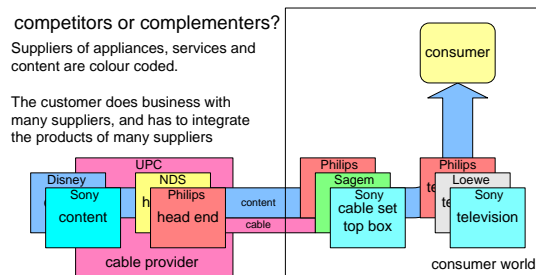 competitors or complementers?
Suppliers of appliances, services and
content are colour coded.
The customer does business with
many suppliers, and has to integrate
the products of many suppliers
consumer
UPC
Disney
Sony
content
NDS
Philips
head end
cable provider
content
cable
Philips
Sagem
Sony
cable set
top box
Philips
Loewe
Sony
television
consumer world